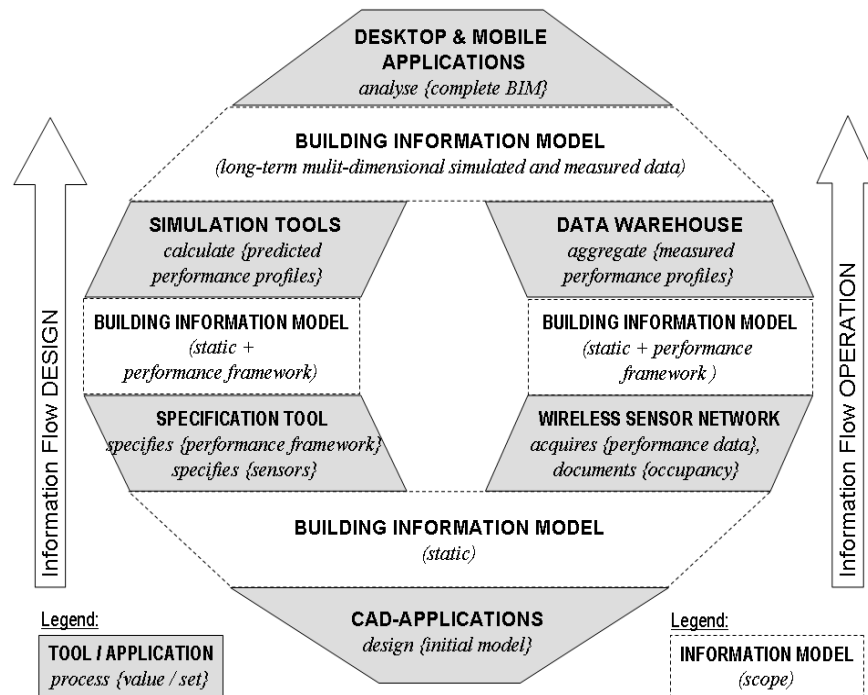 DESKTOP & MOBILE
APPLICATIONS
analyse {complete BIM}
BUILDING INFORMATION MODEL
(long-term mulit-dimensional simulated and measured data)
SIMULATION TOOLS
calculate {predicted
performance profiles}
DATA WAREHOUSE
aggregate {measured
performance profiles}
BUILDING INFORMATION MODEL
(static +
performance framework)
BUILDING INFORMATION MODEL
(static + performance
framework )
SPECIFICATION TOOL
specifies {performance framework}
specifies {sensors}
WIRELESS SENSOR NETWORK
acquires {performance data},
documents {occupancy}
BUILDING INFORMATION MODEL
(static)
CAD-APPLICATIONS
design {initial model}
Information Flow DESIGN
Information Flow OPERATION
Legend:
TOOL / APPLICATION
process {value / set}
Legend:
INFORMATION MODEL
(scope)